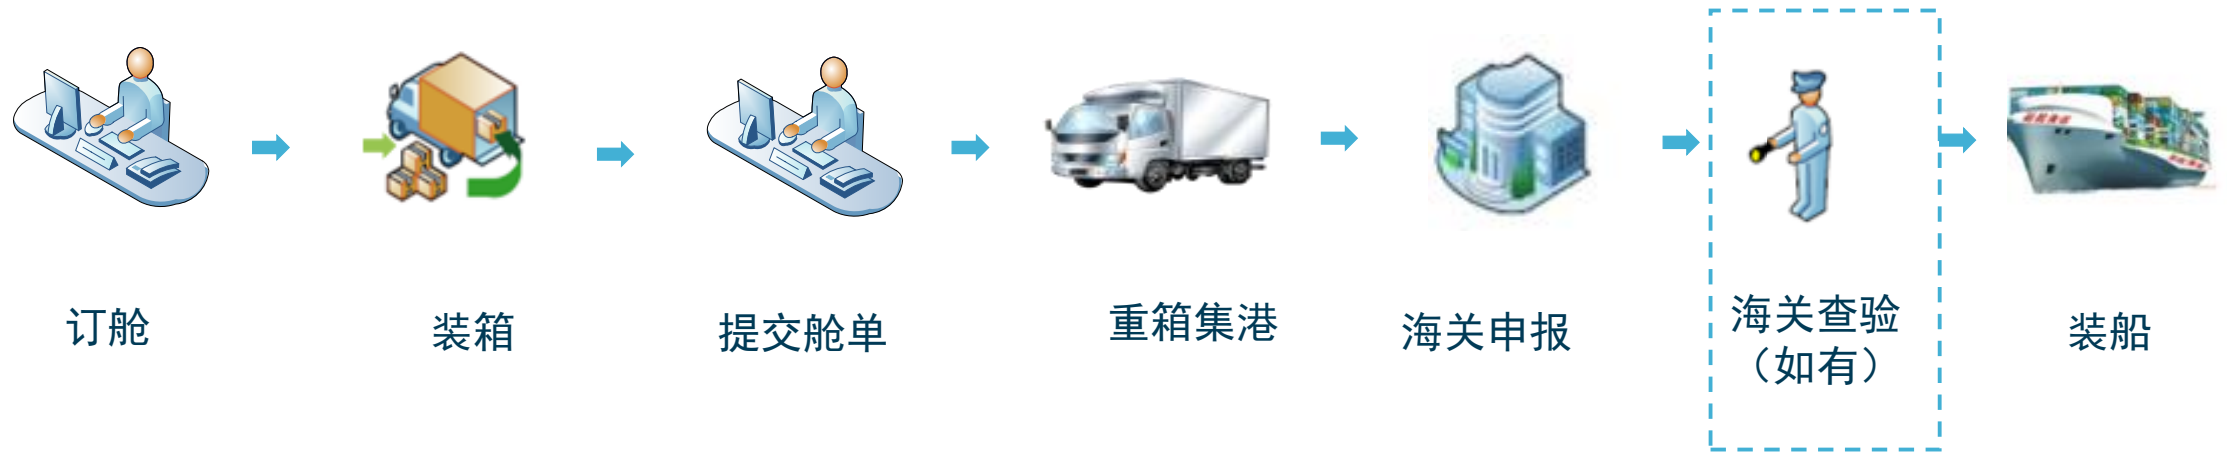 订舱
装箱
提交舱单
重箱集港
海关申报
海关查验
（如有）
装船